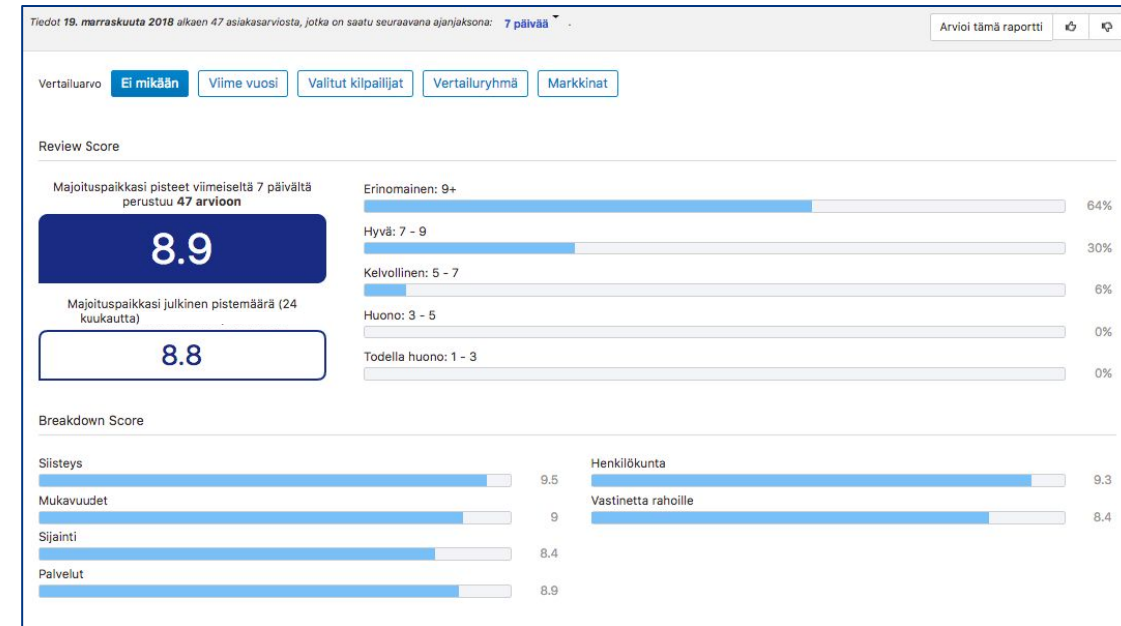 Tiedot 19. marraskuuta 2018 alkaen 47 asiakasarviosta, jotka on saatu seuraavana ajanjaksona: 7 päivää .
Arvioi tämä raportti
Vertailuarvo Ei mikään Viime vuosi Valitut kilpailijat Vertailuryhmä Markkinat
Review Score
Majoituspaikkasi pisteet viimeiseltä 7 päivältä
perustuu 47 arvioon
8.9
Majoituspaikkasi julkinen pistemäärä (24
kuukautta)
8.8
Erinomainen: 9+
64%
Hyvä: 7 - 9
30%
Kelvollinen: 5 - 7
6%
Huono: 3 - 5
0%
Todella huono: 1 - 3
0%
Breakdown Score
Siisteys
9.5
Mukavuudet
9
Sijainti
8.4
Palvelut
8.9
Henkilökunta
9.3
Vastinetta rahoille
8.4